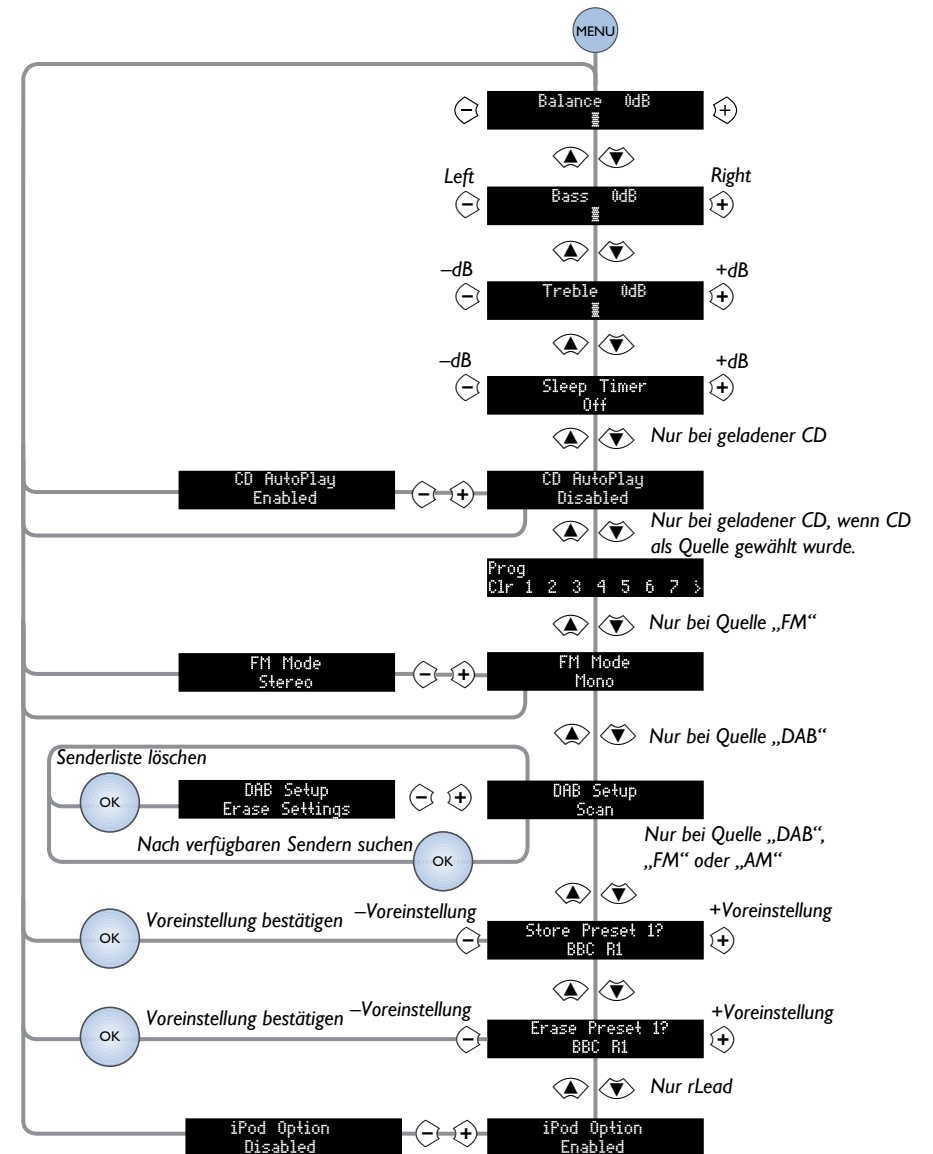 MENU
Balance 0dB
Left
Right
Bass 0dB
–dB
+dB
Treble 0dB
–dB
+dB
Sleep Timer
Off
Nur bei geladener CD
CD AutoPlay
Enabled
CD AutoPlay
Disabled
Nur bei geladener CD, wenn CD
als Quelle gewählt wurde.
Prog
Clr 1 2 3 4 5 6 7 >
Nur bei Quelle „FM“
FM Mode
Stereo
FM Mode
Mono
Nur bei Quelle „DAB“
Senderliste löschen
OK
DAB Setup
Erase Settings
DAB Setup
Scan
Nach verfügbaren Sendern suchen
OK
Nur bei Quelle „DAB“,
„FM“ oder „AM“
OK
Voreinstellung bestätigen
–Voreinstellung
+Voreinstellung
Store Preset 1?
BBC R1
OK
Voreinstellung bestätigen
–Voreinstellung
+Voreinstellung
Erase Preset 1?
BBC R1
Nur rLead
iPod Option
Disabled
iPod Option
Enabled